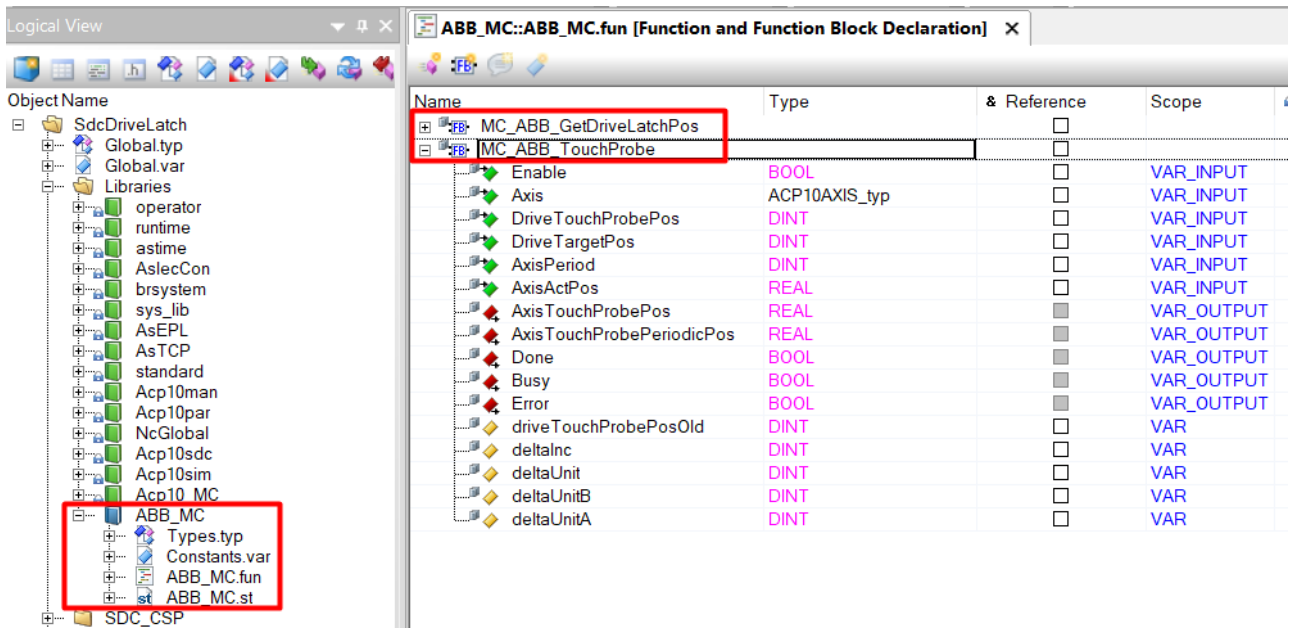 Logical View
Object Name
SdcDriveLatch
Global.typ
Global.var
Libraries
operator
runtime
astime
AsIecCon
brsystem
sys_lib
AsEPL
AsTCP
standard
Acp10man
Acp10par
NcGlobal
Acp10sdc
Acp10sim
Acp10_MC
ABB_MC
Types.typ
Constants.var
ABB_MC.fun
st ABB_MC.st
SDC_CSP
ABB_MC::ABB_MC.fun [Function and Function Block Declaration]
Name Type & Reference Scope
FB MC_ABB_GetDriveLatchPos
FB MC_ABB_TouchProbe
Enable BOOL VAR_INPUT
Axis ACP10AXIS_typ VAR_INPUT
DriveTouchProbePos DINT VAR_INPUT
DriveTargetPos DINT VAR_INPUT
AxisPeriod DINT VAR_INPUT
AxisActPos REAL VAR_INPUT
AxisTouchProbePos REAL VAR_OUTPUT
AxisTouchProbePeriodicPos REAL VAR_OUTPUT
Done BOOL VAR_OUTPUT
Busy BOOL VAR_OUTPUT
Error BOOL VAR_OUTPUT
driveTouchProbePosOld DINT VAR
deltaInc DINT VAR
deltaUnit DINT VAR
deltaUnitB DINT VAR
deltaUnitA DINT VAR